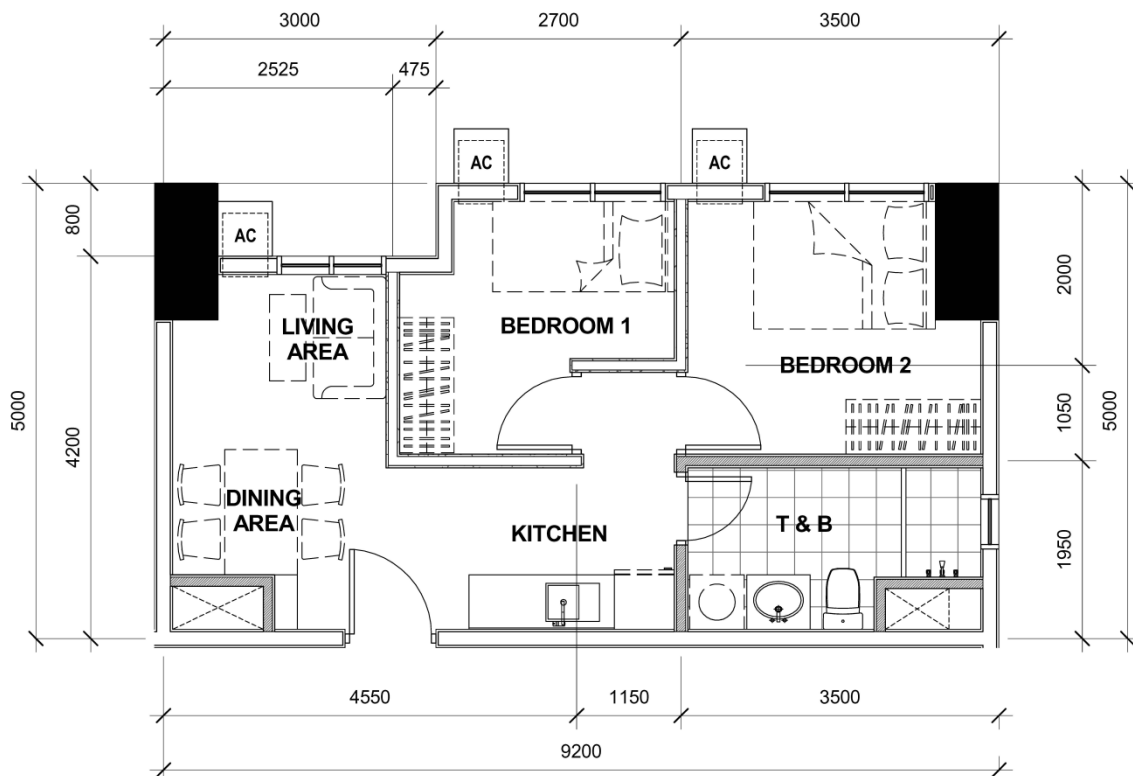 3000
2700
3500
2525
475
AC
AC
AC
800
5000
4200
2000
1050
5000
1950
LIVING
AREA
BEDROOM 1
BEDROOM 2
DINING
AREA
KITCHEN
T & B
4550
1150
3500
9200